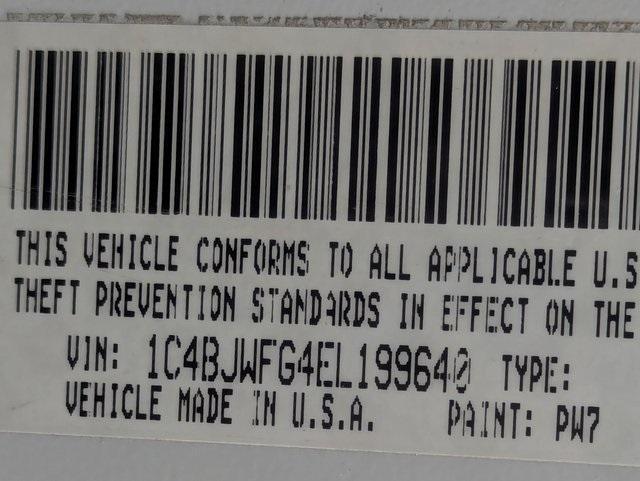 THIS VEHICLE CONFORMS TO ALL APPLICABLE U.S
THEFT PREVENTION STANDARDS IN EFFECT ON THE
VIN: 1C4BJWFG4EL199640 TYPE:
VEHICLE MADE IN U.S.A. PAINT: PW7